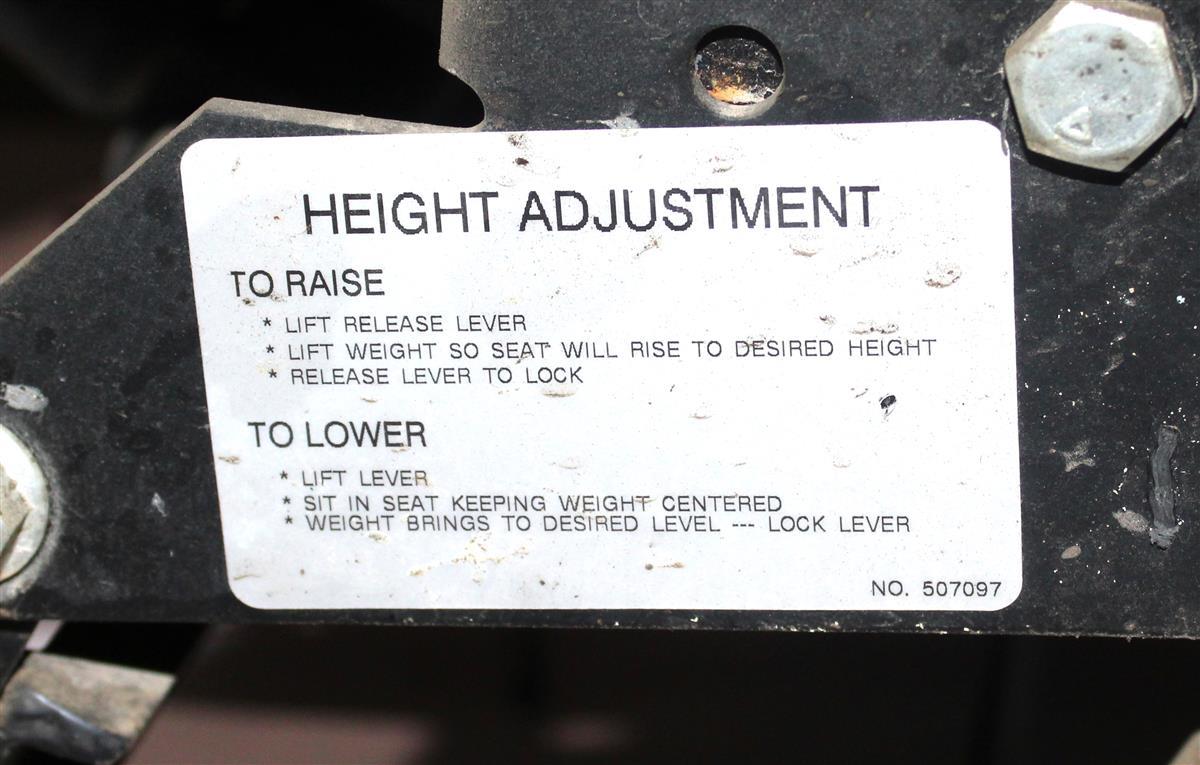 HEIGHT ADJUSTMENT
TO RAISE
* LIFT RELEASE LEVER
* LIFT WEIGHT SO SEAT WILL RISE TO DESIRED HEIGHT
* RELEASE LEVER TO LOCK
TO LOWER
* LIFT LEVER
* SIT IN SEAT KEEPING WEIGHT CENTERED
* WEIGHT BRINGS TO DESIRED LEVEL --- LOCK LEVER
NO. 507097